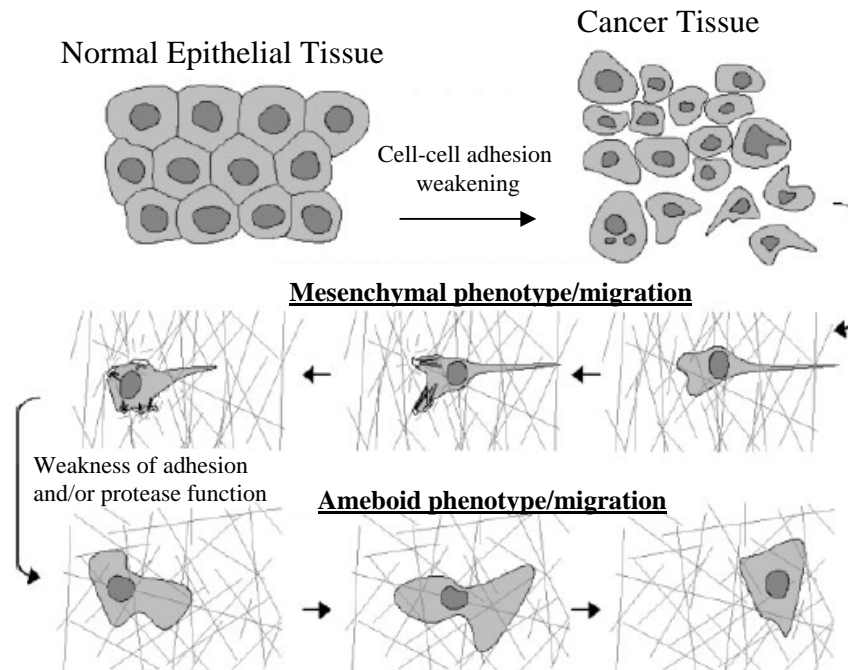 Normal Epithelial Tissue
Cancer Tissue
Cell-cell adhesion
weakening
Mesenchymal phenotype/migration
Weakness of adhesion
and/or protease function
Ameboid phenotype/migration